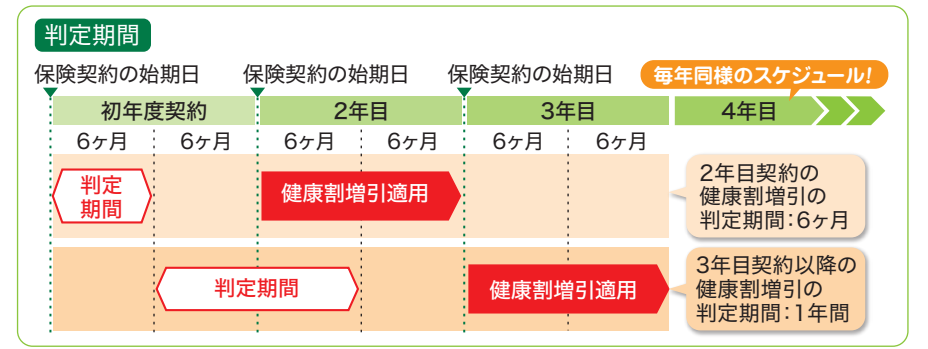 判定期間
保険契約の始期日 保険契約の始期日 保険契約の始期日 毎年同様のスケジュール!
初年度契約 2年目 3年目 4年目
6ヶ月 6ヶ月 6ヶ月 6ヶ月 6ヶ月 6ヶ月
判定
期間
健康割増引適用
2年目契約の
健康割増引の
判定期間:6ヶ月
判定期間
健康割増引適用
3年目契約以降の
健康割増引の
判定期間:1年間